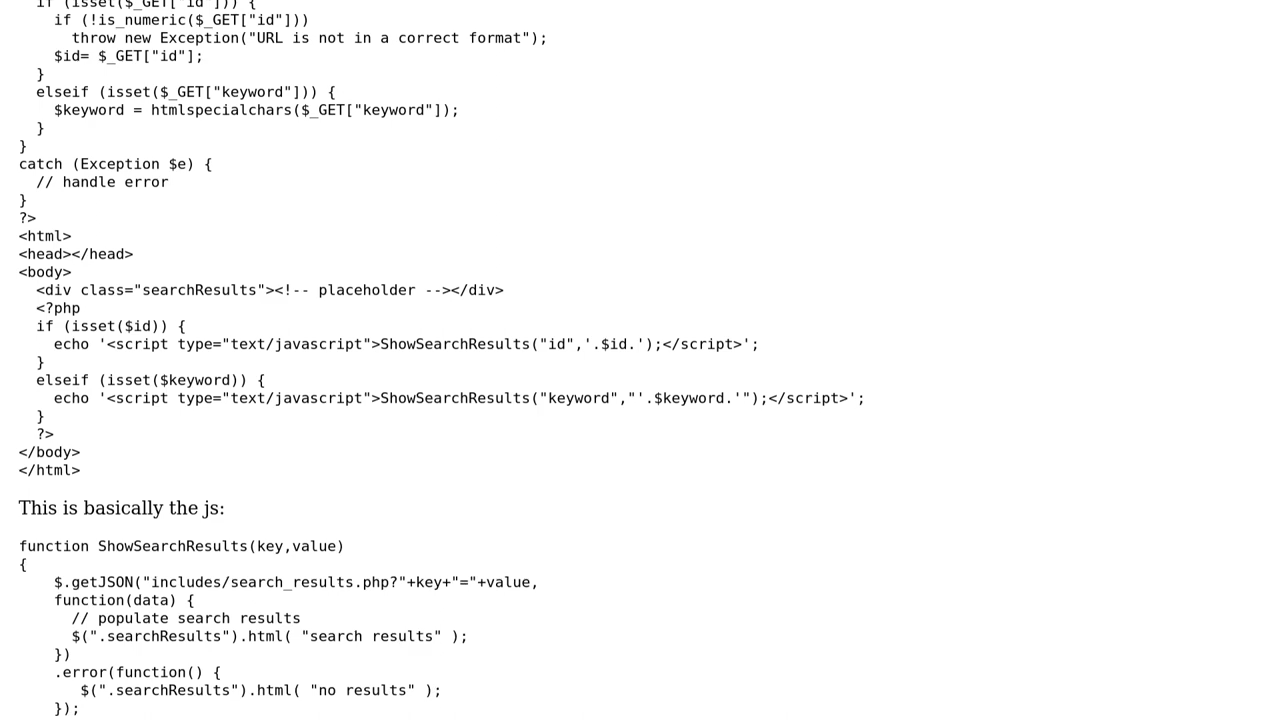 if (isset($_GET["id"])) {
if (!is_numeric($_GET["id"]))
throw new Exception("URL is not in a correct format");
$id= $_GET["id"];
}
elseif (isset($_GET["keyword"])) {
$keyword = htmlspecialchars($_GET["keyword"]);
}
}
catch (Exception $e) {
// handle error
}
?>
<html>
<head></head>
<body>
<div class="searchResults"><!-- placeholder --></div>
<?php
if (isset($id)) {
echo '<script type="text/javascript">ShowSearchResults("id",'.$id.');</script>';
}
elseif (isset($keyword)) {
echo '<script type="text/javascript">ShowSearchResults("keyword","'.$keyword.'");</script>';
}
?>
</body>
</html>
This is basically the js:
function ShowSearchResults(key,value)
{
$.getJSON("includes/search_results.php?"+key+"="+value,
function(data) {
// populate search results
$(".searchResults").html( "search results" );
})
.error(function() {
$(".searchResults").html( "no results" );
});